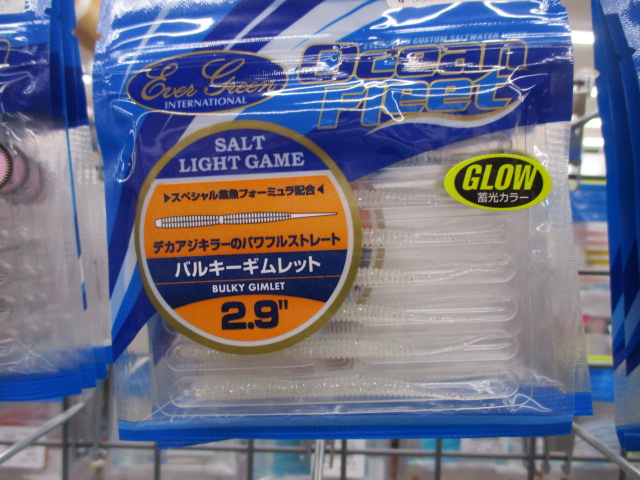 EVERGREEN CUSTOM SALTWATER
Ever Green
INTERNATIONAL
Ocean
Fleet
SALT
LIGHT GAME
スペシャル集魚フォーミュラ配合
デカアジキラーのパワフルストレート
バルキーギムレット
BULKY GIMLET
2.9"
GLOW
蓄光カラー